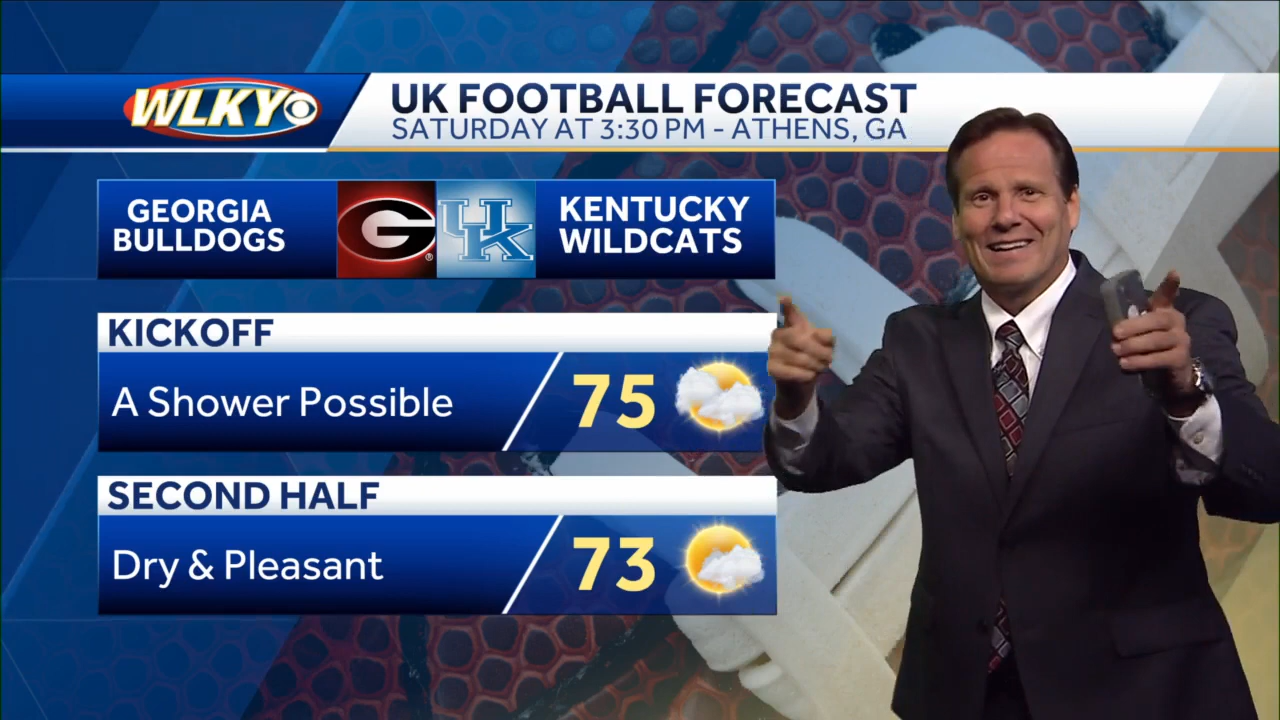 WLKY
UK FOOTBALL FORECAST
SATURDAY AT 3:30 PM - ATHENS, GA
GEORGIA
BULLDOGS
G
UK
KENTUCKY
WILDCATS
KICKOFF
A Shower Possible
75
SECOND HALF
Dry & Pleasant
73